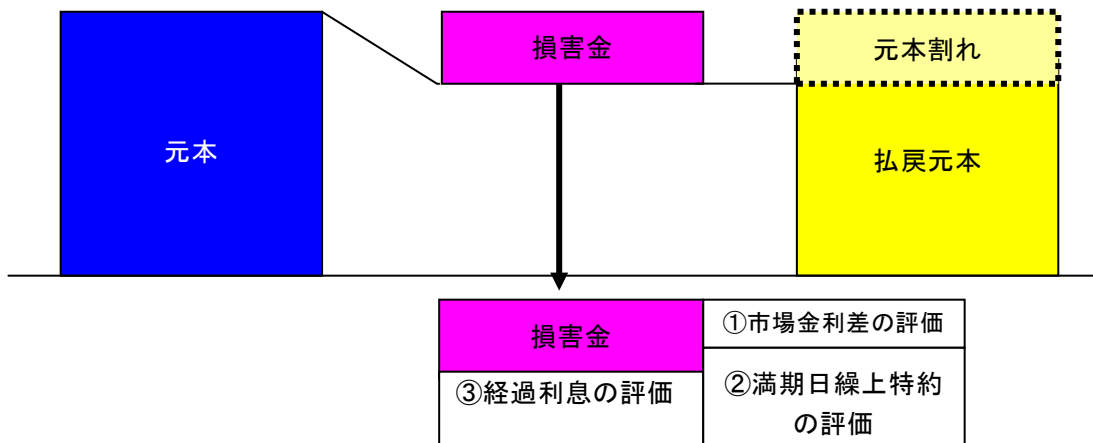 損害金
元本割れ
元本
払戻元本
損害金
①市場金利差の評価
③経過利息の評価
②満期日繰上特約
の評価